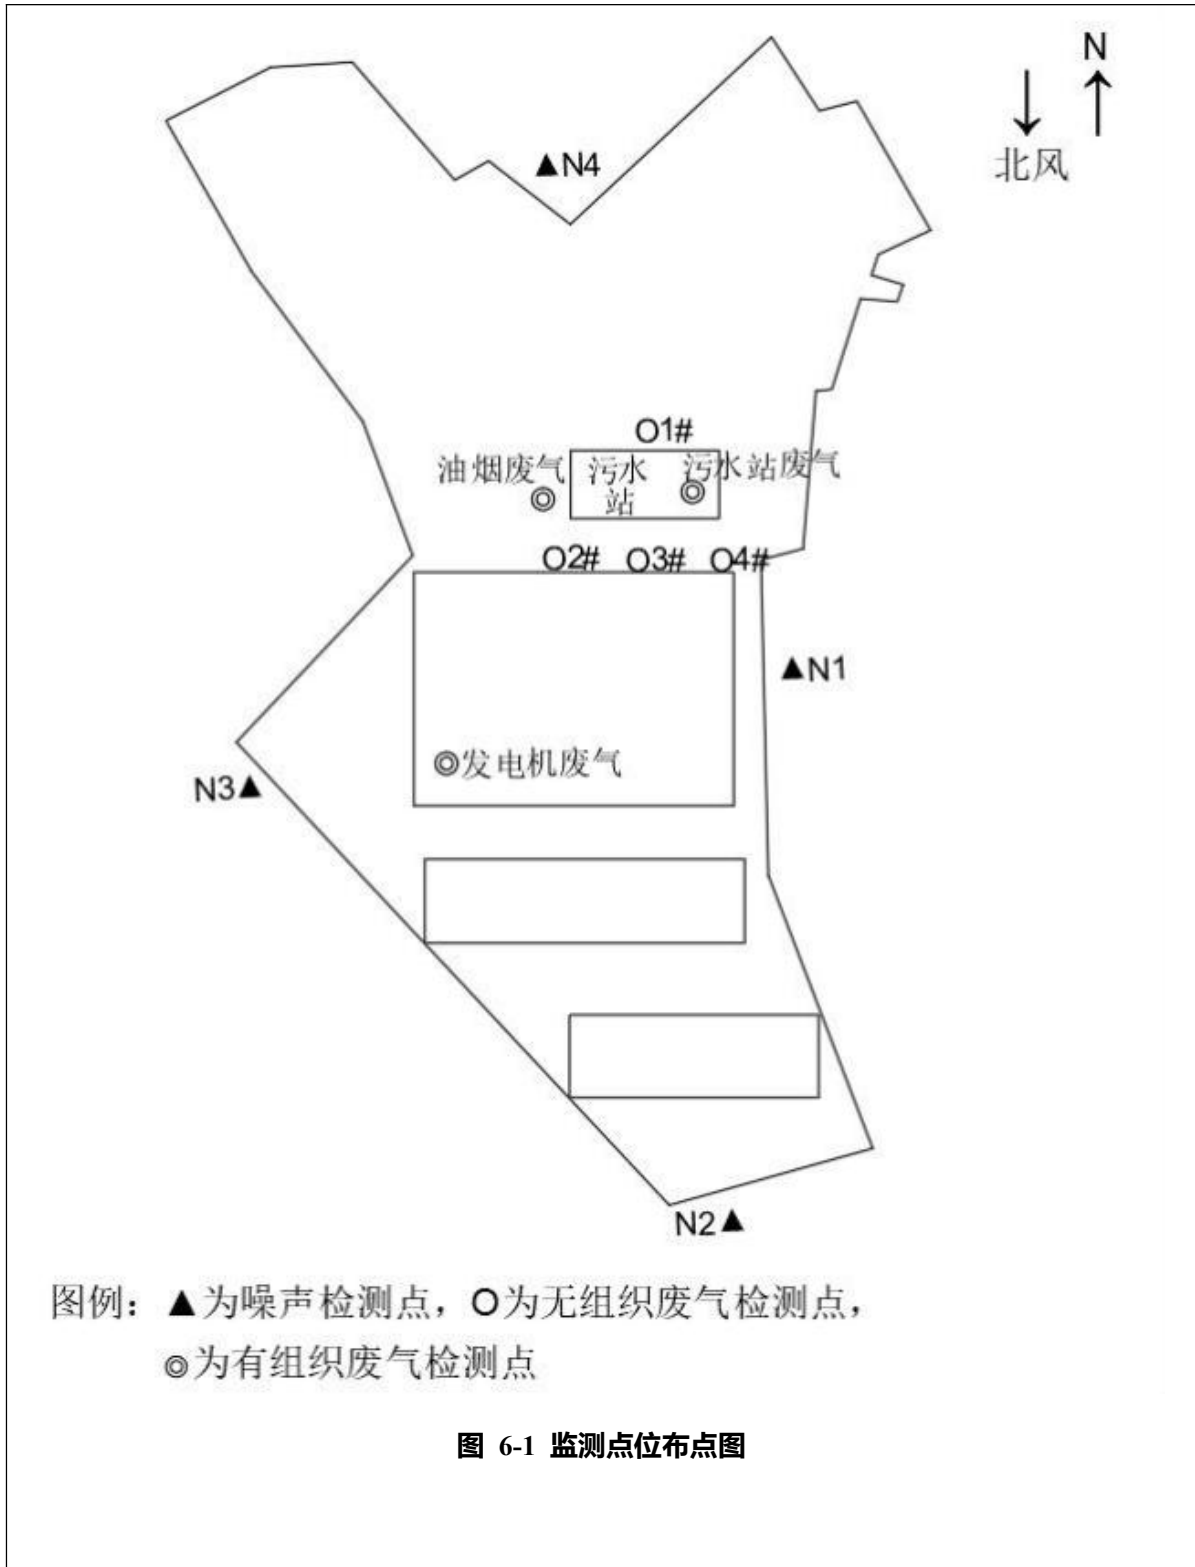 N
北风
▲N4
O1#
油烟废气
污水站
污水站废气
O2# O3# O4#
▲N1
◎发电机废气
N3▲
N2▲
图例：▲为噪声检测点，O为无组织废气检测点，
◎为有组织废气检测点
图 6-1 监测点位布点图